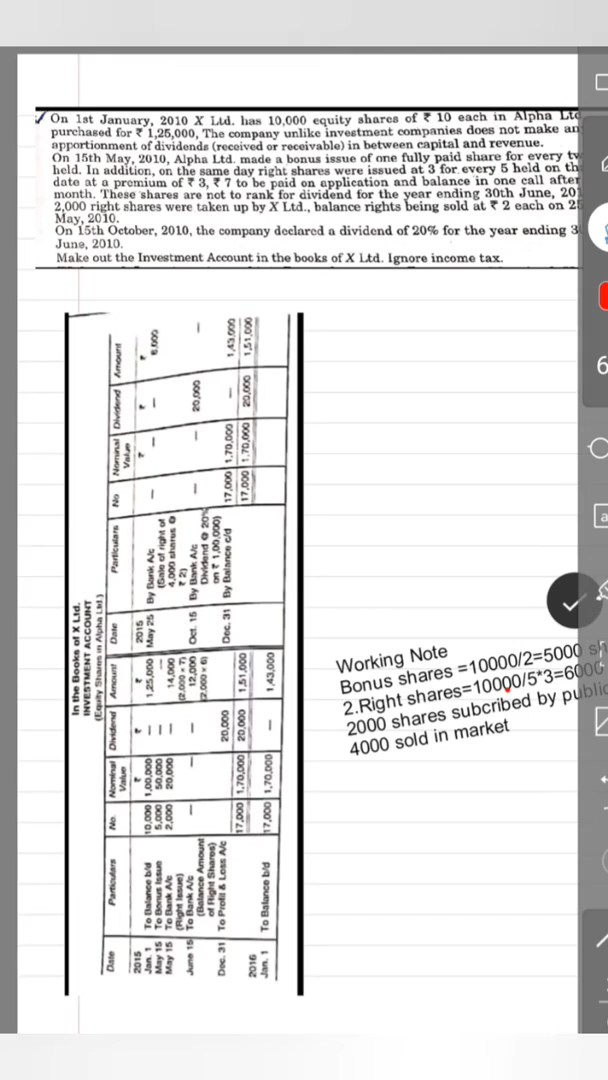 On 1st January, 2010 X Ltd. has 10,000 equity shares of ₹ 10 each in Alpha Ltd
purchased for ₹ 1,25,000, The company unlike investment companies does not make an
apportionment of dividends (received or receivable) in between capital and revenue.
On 15th May, 2010, Alpha Ltd. made a bonus issue of one fully paid share for every tw
held. In addition, on the same day right shares were issued at 3 for every 5 held on th
date at a premium of ₹ 3, ₹ 7 to be paid on application and balance in one call after
month. These shares are not to rank for dividend for the year ending 30th June, 201
2,000 right shares were taken up by X Ltd., balance rights being sold at ₹ 2 each on 25
May, 2010.
On 15th October, 2010, the company declared a dividend of 20% for the year ending 3
June, 2010.
Make out the Investment Account in the books of X Ltd. Ignore income tax.
In the Books of X Ltd.
INVESTMENT ACCOUNT
(Equity Shares in Alpha Ltd.)
Date Particulars No. Nominal Value Dividend Amount Date Particulars No Nominal Value Dividend Amount
2015 ₹ ₹ ₹ 2015 ₹ ₹ ₹
Jan. 1 To Balance b/d 10,000 1,00,000 — 1,25,000 May 25 By Bank A/c — — — 8,000
May 15 To Bonus Issue 5,000 50,000 — — (Sale of right of
May 15 To Bank A/c 2,000 20,000 — 14,000 4,000 shares @
(Right Issue) (2,000 × 7) ₹ 2)
June 15 To Bank A/c — — — 12,000 Oct. 15 By Bank A/c — — 20,000 —
(Balance Amount (2,000 × 6) Dividend @ 20%
of Right Shares) on ₹ 1,00,000)
Dec. 31 To Profit & Loss A/c 20,000 Dec. 31 By Balance c/d 17,000 1,70,000 — 1,43,000
17,000 1,70,000 20,000 1,51,000 17,000 1,70,000 20,000 1,51,000
2016
Jan. 1 To Balance b/d 17,000 1,70,000 — 1,43,000
Working Note
Bonus shares =10000/2=5000 sh
2.Right shares=10000/5*3=6000
2000 shares subcribed by public
4000 sold in market